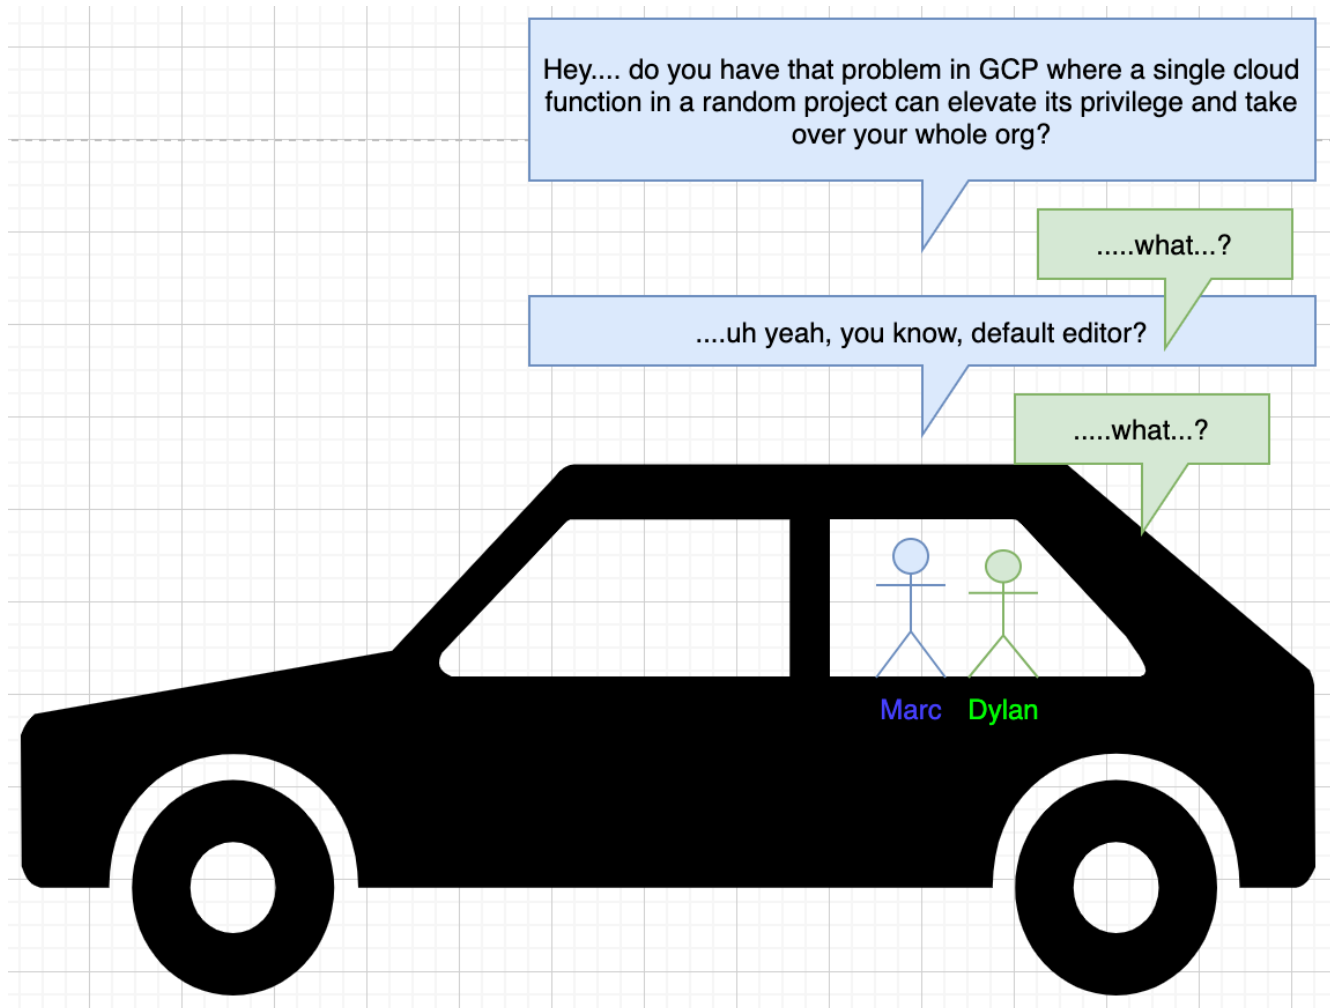 Hey.... do you have that problem in GCP where a single cloud
function in a random project can elevate its privilege and take
over your whole org?
.....what...?
....uh yeah, you know, default editor?
.....what...?
Marc Dylan